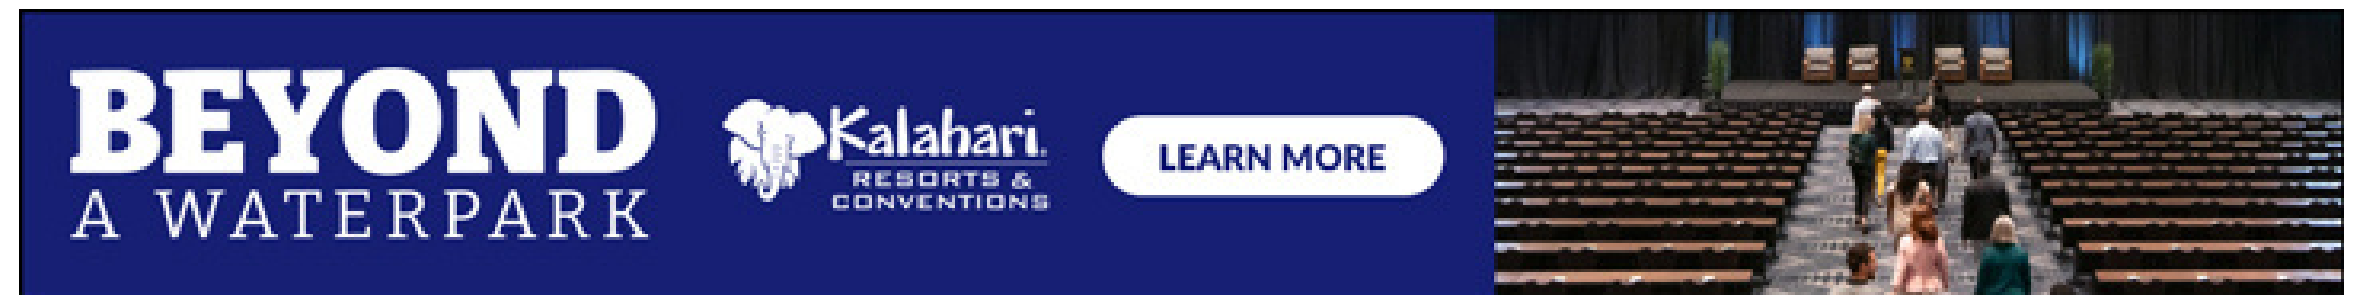 BEYOND
A WATERPARK
Kalahari.
RESORTS &
CONVENTIONS
LEARN MORE